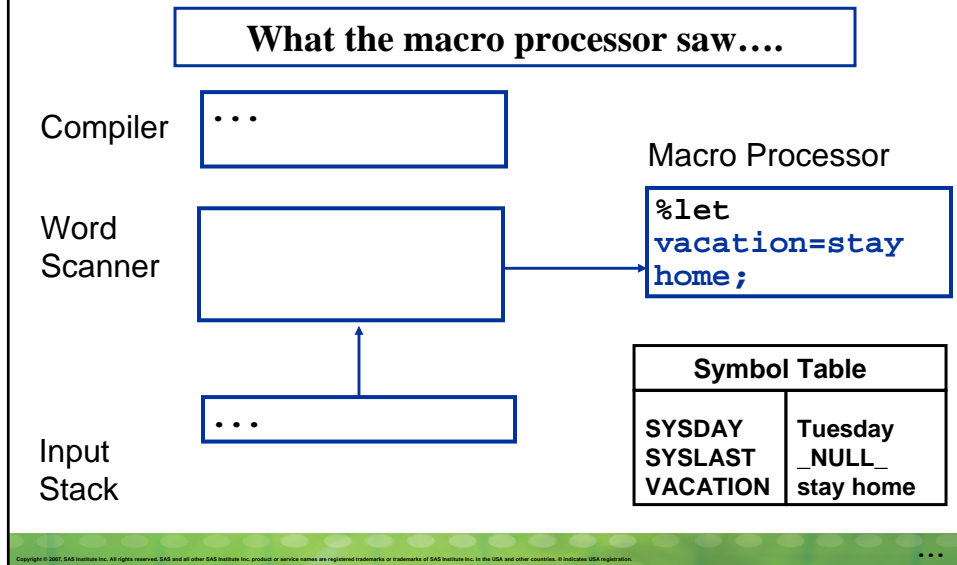 What the macro processor saw….
Compiler
...
Macro Processor
Word
Scanner
%let
vacation=stay
home;
Input
Stack
...
Symbol Table
SYSDAY Tuesday
SYSLAST _NULL_
VACATION stay home
Copyright © 2007, SAS Institute Inc. All rights reserved. SAS and all other SAS Institute Inc. product or service names are registered trademarks or trademarks of SAS Institute Inc. in the USA and other countries. ® indicates USA registration.
...